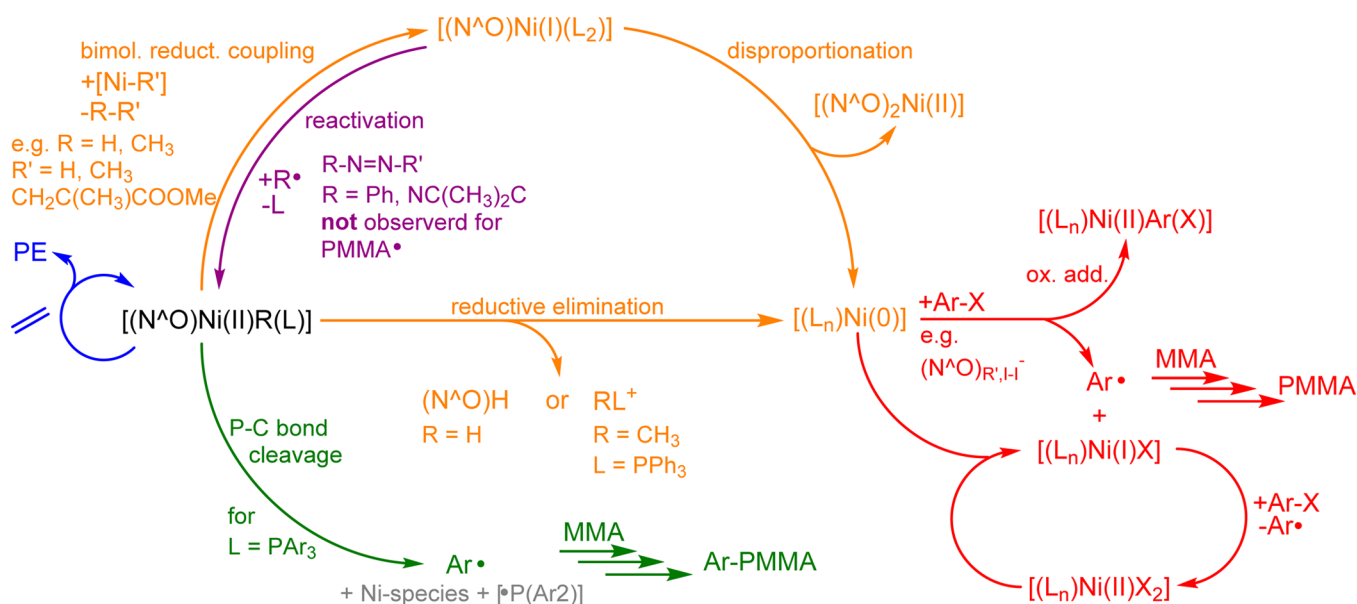 [(N^O)Ni(I)(L₂)]
bimol. reduct. coupling
+[Ni-R']
-R-R'
e.g. R = H, CH₃
R' = H, CH₃
CH₂C(CH₃)COOMe
disproportionation
[(N^O)₂Ni(II)]
reactivation
+R•
-L
R-N=N-R'
R = Ph, NC(CH₃)₂C
not observerd for
PMMA•
PE
[(N^O)Ni(II)R(L)]
reductive elimination
[(Lₙ)Ni(0)]
+Ar-X
e.g.
(N^O)R',I-I⁻
ox. add.
[(Lₙ)Ni(II)Ar(X)]
(N^O)H or RL⁺
R = H
R = CH₃
L = PPh₃
Ar•
+
MMA
PMMA
[(Lₙ)Ni(I)X]
+Ar-X
-Ar•
[(Lₙ)Ni(II)X₂]
P-C bond
cleavage
for
L = PAr₃
Ar•
MMA
Ar-PMMA
+ Ni-species + [•P(Ar2)]